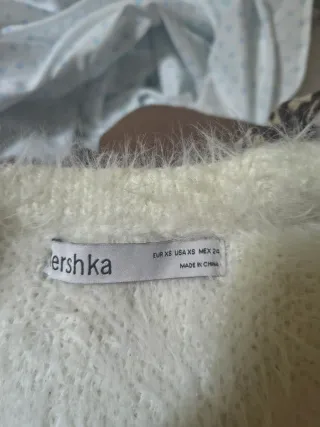 ershka
EUR XS USA XS MEX 24
MADE IN CHINA